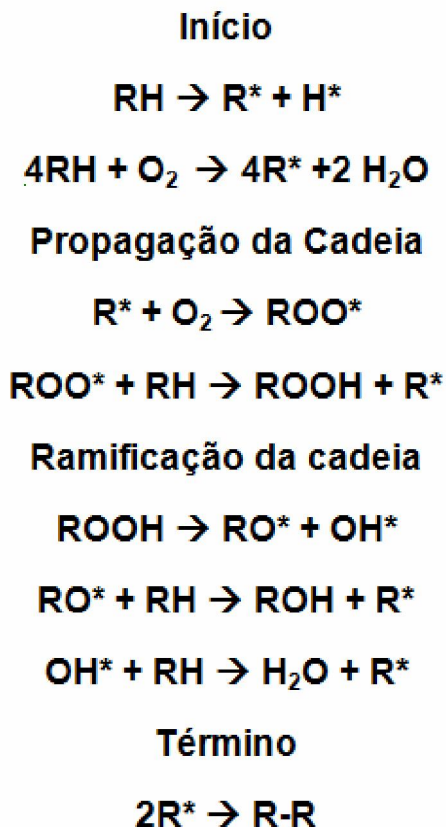 Início
RH → R* + H*
4RH + O₂ → 4R* +2 H₂O
Propagação da Cadeia
R* + O₂ → ROO*
ROO* + RH → ROOH + R*
Ramificação da cadeia
ROOH → RO* + OH*
RO* + RH → ROH + R*
OH* + RH → H₂O + R*
Término
2R* → R-R